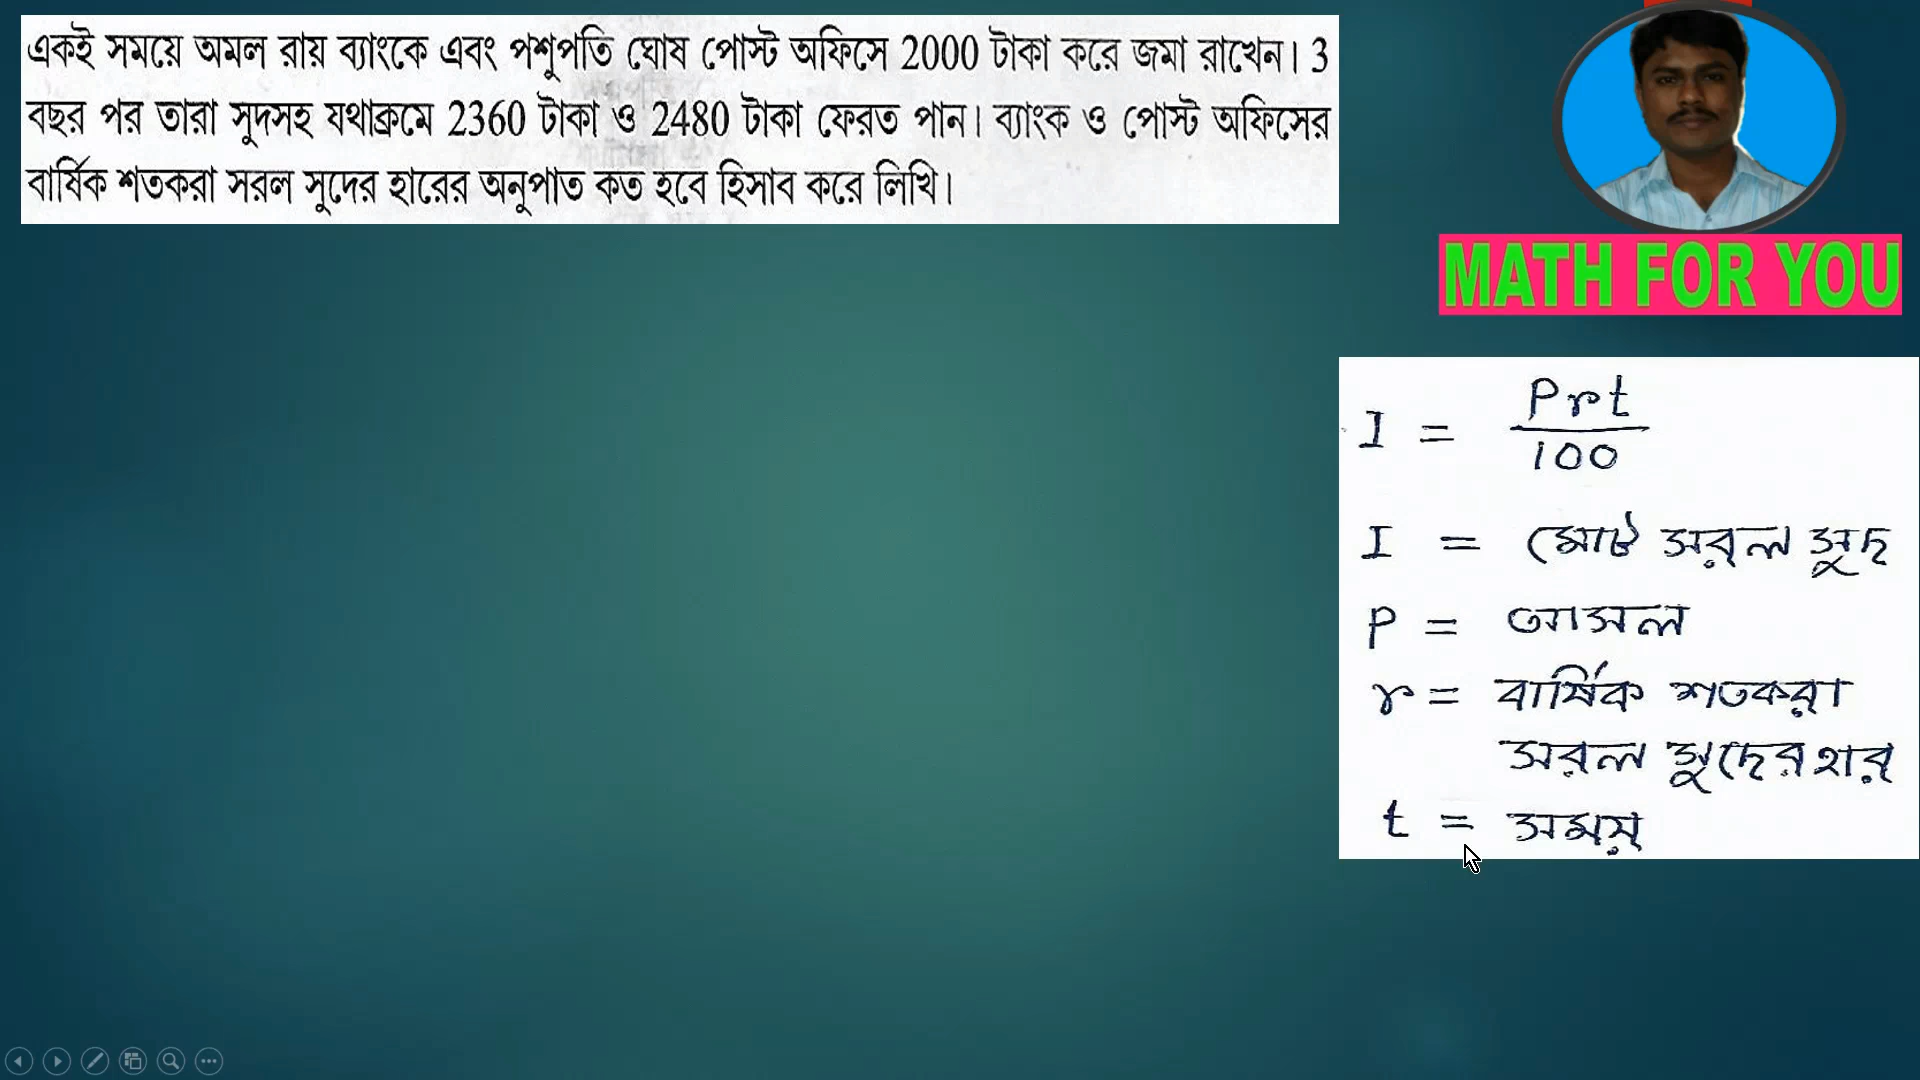 একই সময়ে অমল রায় ব্যাংকে এবং পশুপতি ঘোষ পোস্ট অফিসে 2000 টাকা করে জমা রাখেন। 3
বছর পর তারা সুদসহ যথাক্রমে 2360 টাকা ও 2480 টাকা ফেরত পান। ব্যাংক ও পোস্ট অফিসের
বার্ষিক শতকরা সরল সুদের হারের অনুপাত কত হবে হিসাব করে লিখি।
MATH FOR YOU
I = Prt/100
I = মোট সরল সুদ
P = আসল
r = বার্ষিক শতকরা
সরল সুদের হার
t = সময়